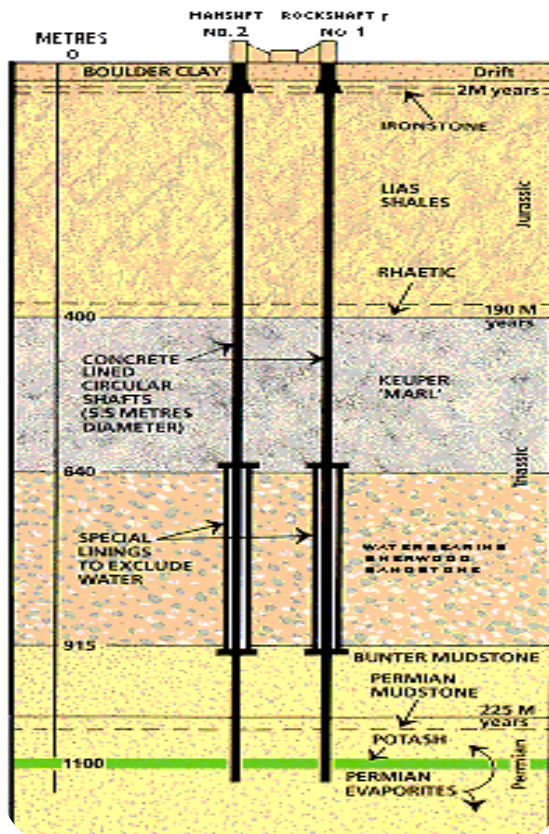 MANSHFT ROCKSHAFT
NO. 2 NO 1
METRES
0
BOULDER CLAY
Drift
2M years
IRONSTONE
LIAS
SHALES
Jurassic
RHAETIC
400
190 M
years
CONCRETE
LINED
CIRCULAR
SHAFTS
(5.5 METRES
DIAMETER)
KEUPER
'MARL'
Triassic
640
SPECIAL
LININGS
TO EXCLUDE
WATER
WATER BEARING
SHERWOOD
SANDSTONE
915
BUNTER MUDSTONE
PERMIAN
MUDSTONE
225 M
years
POTASH
1100
PERMIAN
EVAPORITES
Permian